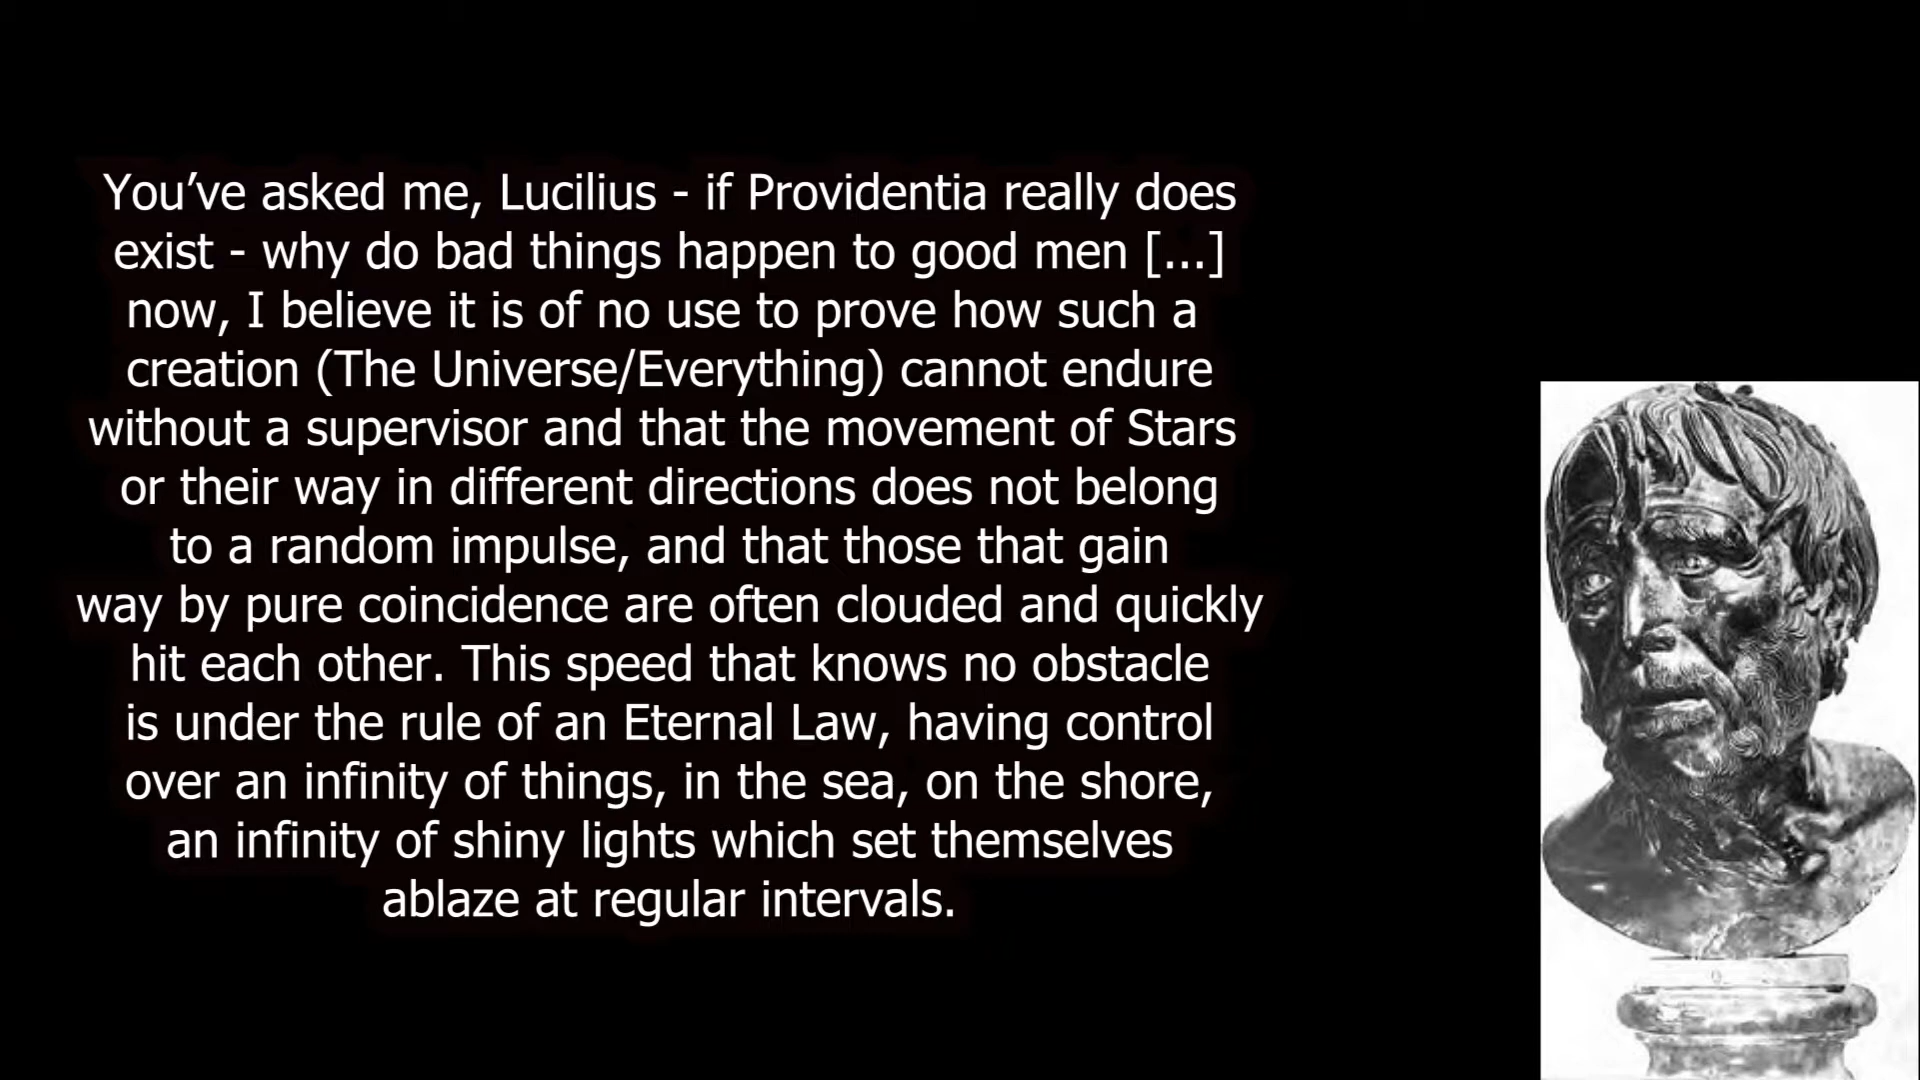 You’ve asked me, Lucilius - if Providentia really does
exist - why do bad things happen to good men [...]
now, I believe it is of no use to prove how such a
creation (The Universe/Everything) cannot endure
without a supervisor and that the movement of Stars
or their way in different directions does not belong
to a random impulse, and that those that gain
way by pure coincidence are often clouded and quickly
hit each other. This speed that knows no obstacle
is under the rule of an Eternal Law, having control
over an infinity of things, in the sea, on the shore,
an infinity of shiny lights which set themselves
ablaze at regular intervals.